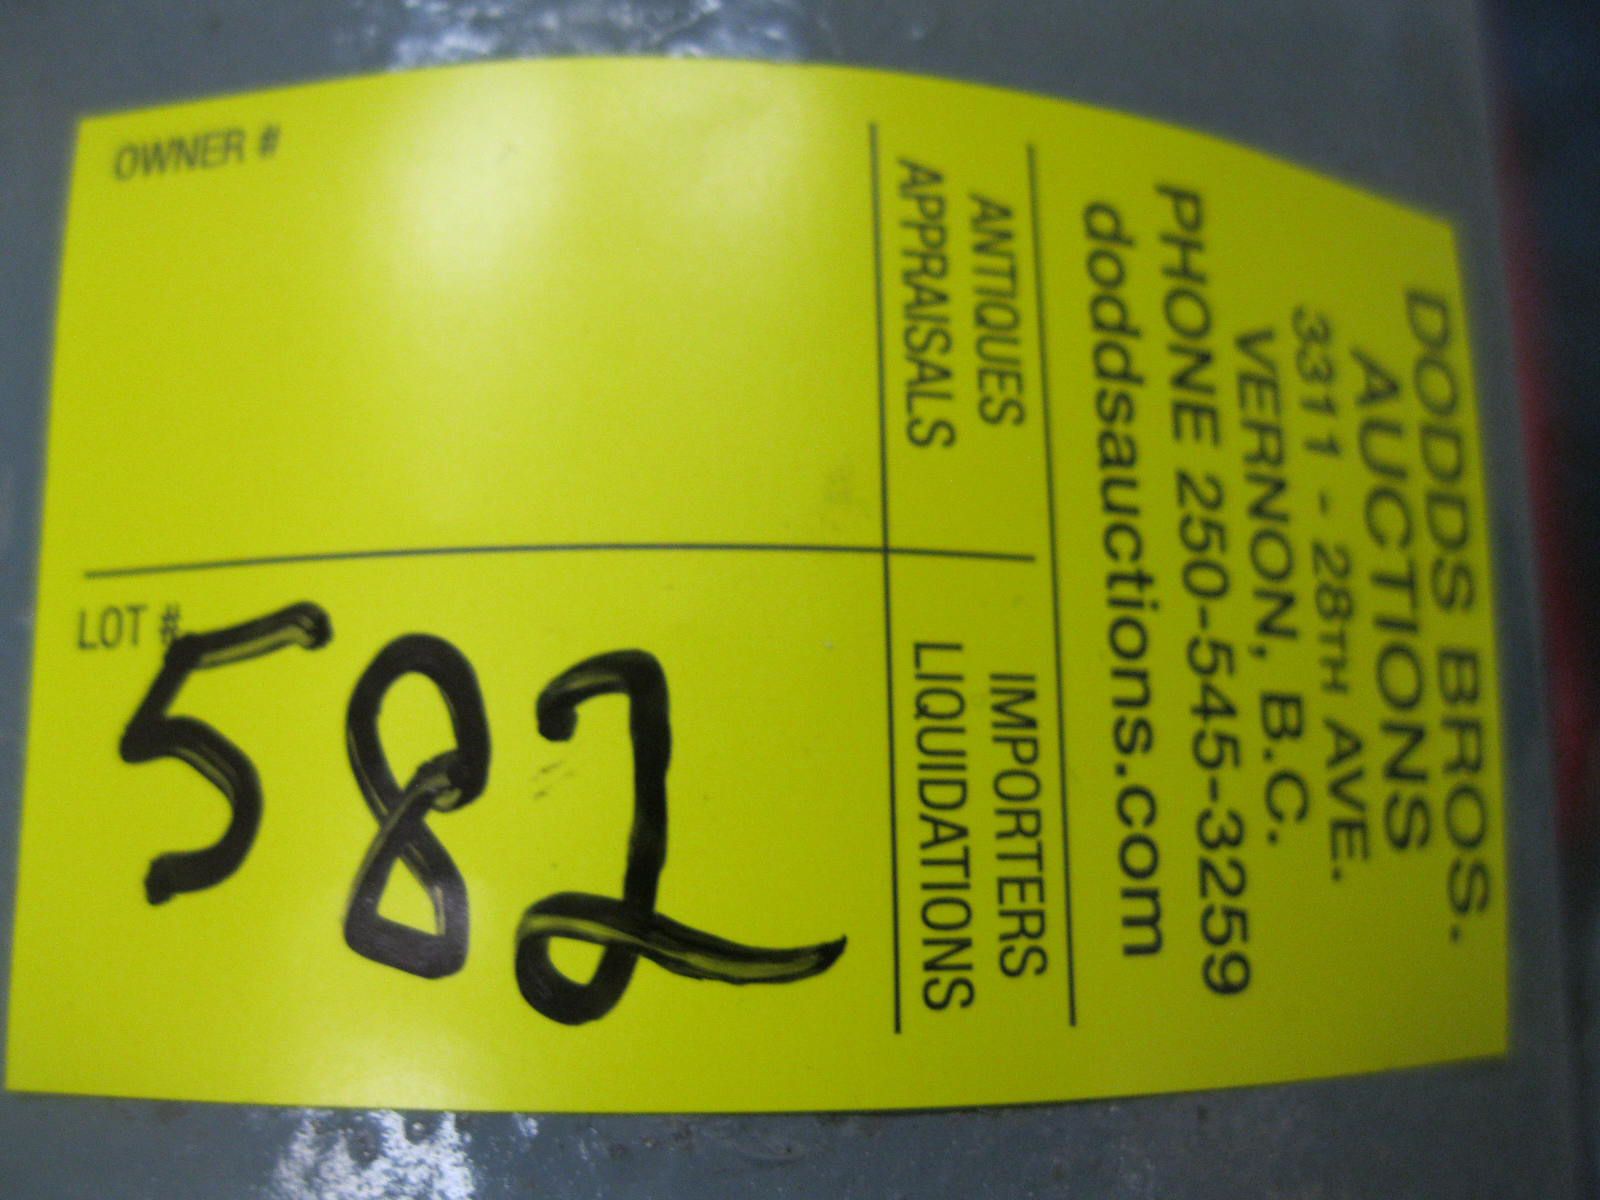 DODDS BROS.
AUCTIONS
3311 - 28TH AVE.
VERNON, B.C.
PHONE 250-545-3259
doddsauctions.com
ANTIQUES
APPRAISALS
IMPORTERS
LIQUIDATIONS
OWNER #
LOT #
582